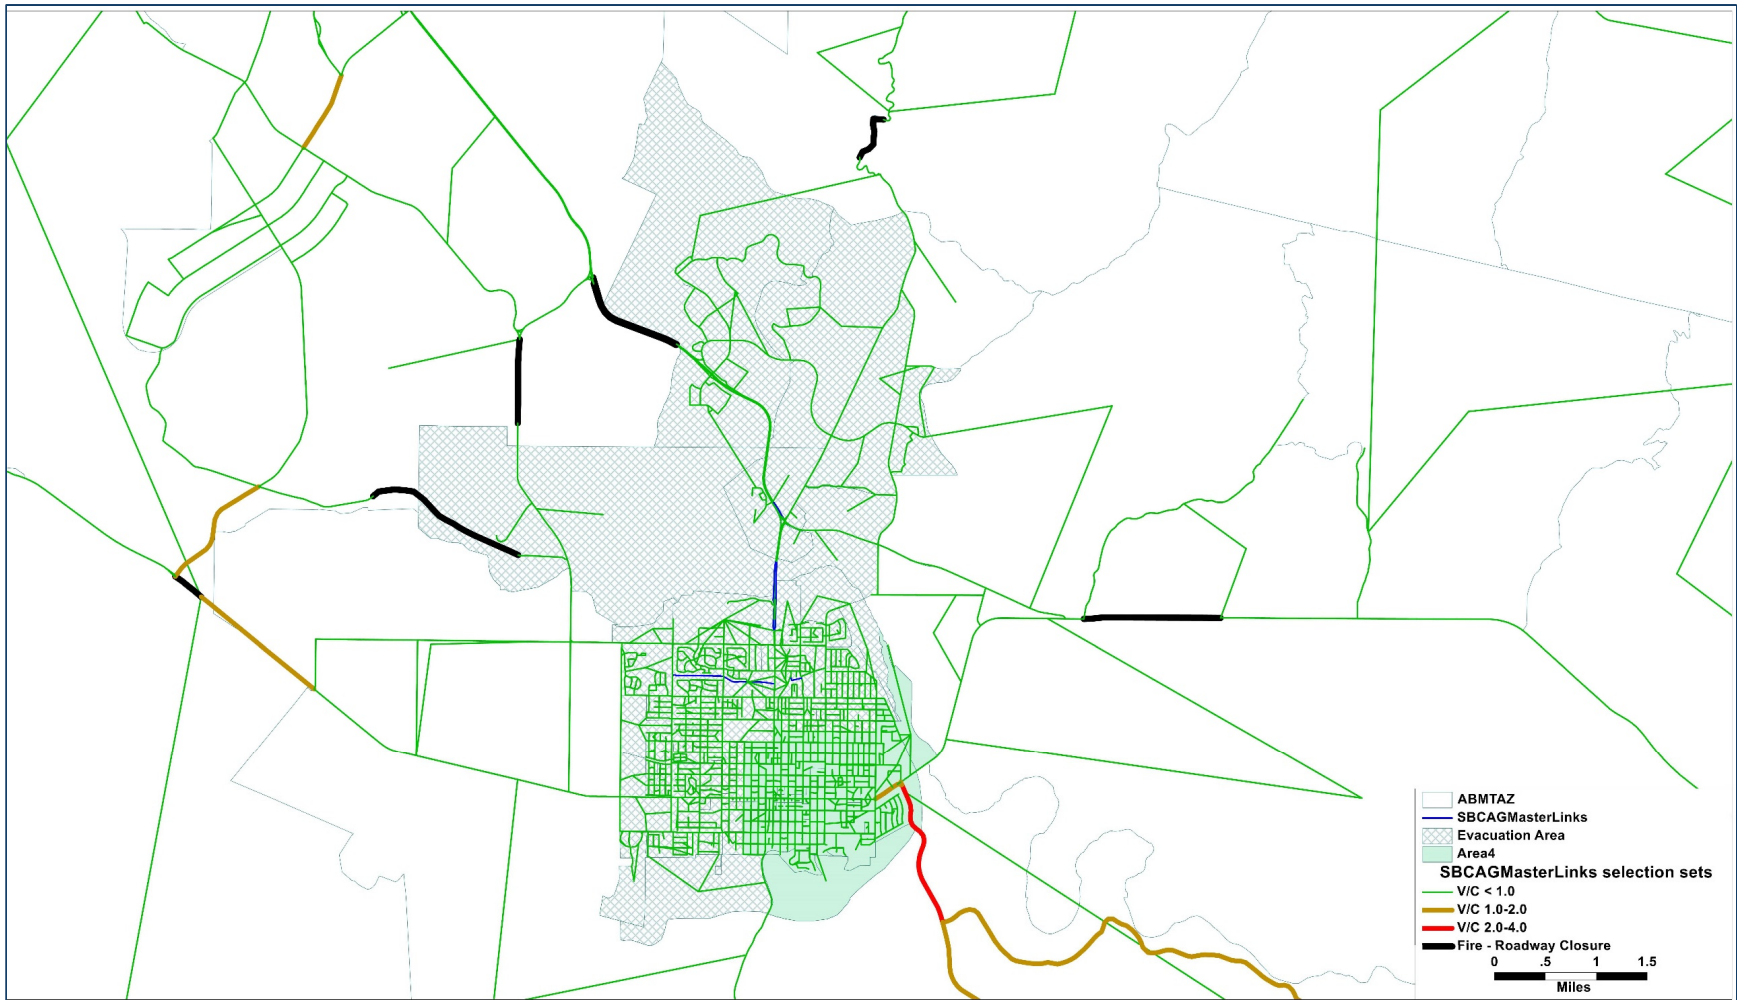 ABMTAZ
SBCAGMasterLinks
Evacuation Area
Area4
SBCAGMasterLinks selection sets
V/C < 1.0
V/C 1.0-2.0
V/C 2.0-4.0
Fire - Roadway Closure
0 .5 1 1.5
Miles